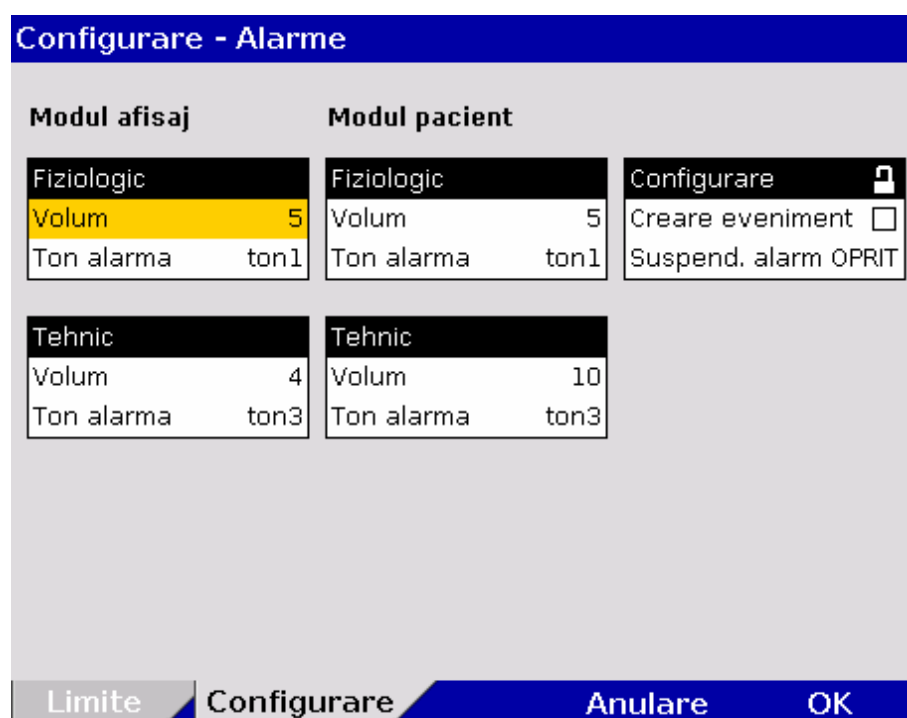 Configurare - Alarme
Modul afisaj
Modul pacient
Fiziologic
Volum 5
Ton alarma ton1
Fiziologic
Volum 5
Ton alarma ton1
Configurare
Creare eveniment
Suspend. alarm OPRIT
Tehnic
Volum 4
Ton alarma ton3
Tehnic
Volum 10
Ton alarma ton3
Limite Configurare Anulare OK